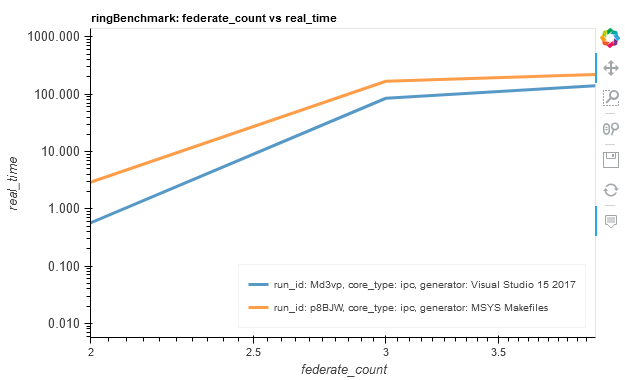 ringBenchmark: federate_count vs real_time
1000.000
100.000
10.000
1.000
0.100
0.010
real_time
run_id: Md3vp, core_type: ipc, generator: Visual Studio 15 2017
run_id: p8BJW, core_type: ipc, generator: MSYS Makefiles
2
2.5
3
3.5
federate_count